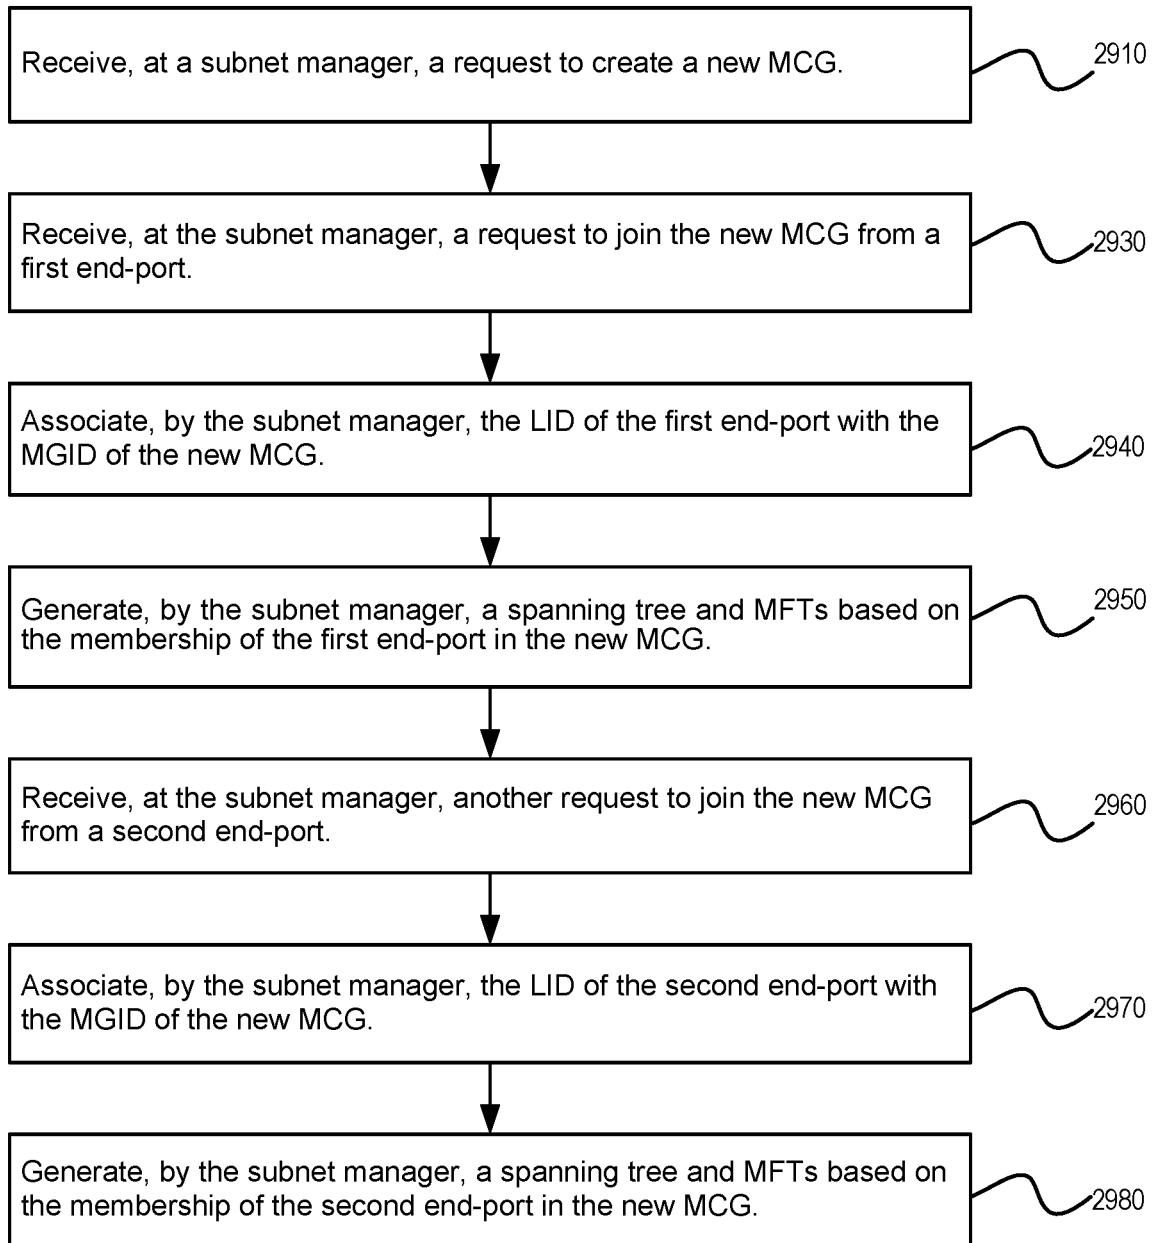 Receive, at a subnet manager, a request to create a new MCG.
2910
Receive, at the subnet manager, a request to join the new MCG from a
first end-port.
2930
Associate, by the subnet manager, the LID of the first end-port with the
MGID of the new MCG.
2940
Generate, by the subnet manager, a spanning tree and MFTs based on
the membership of the first end-port in the new MCG.
2950
Receive, at the subnet manager, another request to join the new MCG
from a second end-port.
2960
Associate, by the subnet manager, the LID of the second end-port with
the MGID of the new MCG.
2970
Generate, by the subnet manager, a spanning tree and MFTs based on
the membership of the second end-port in the new MCG.
2980